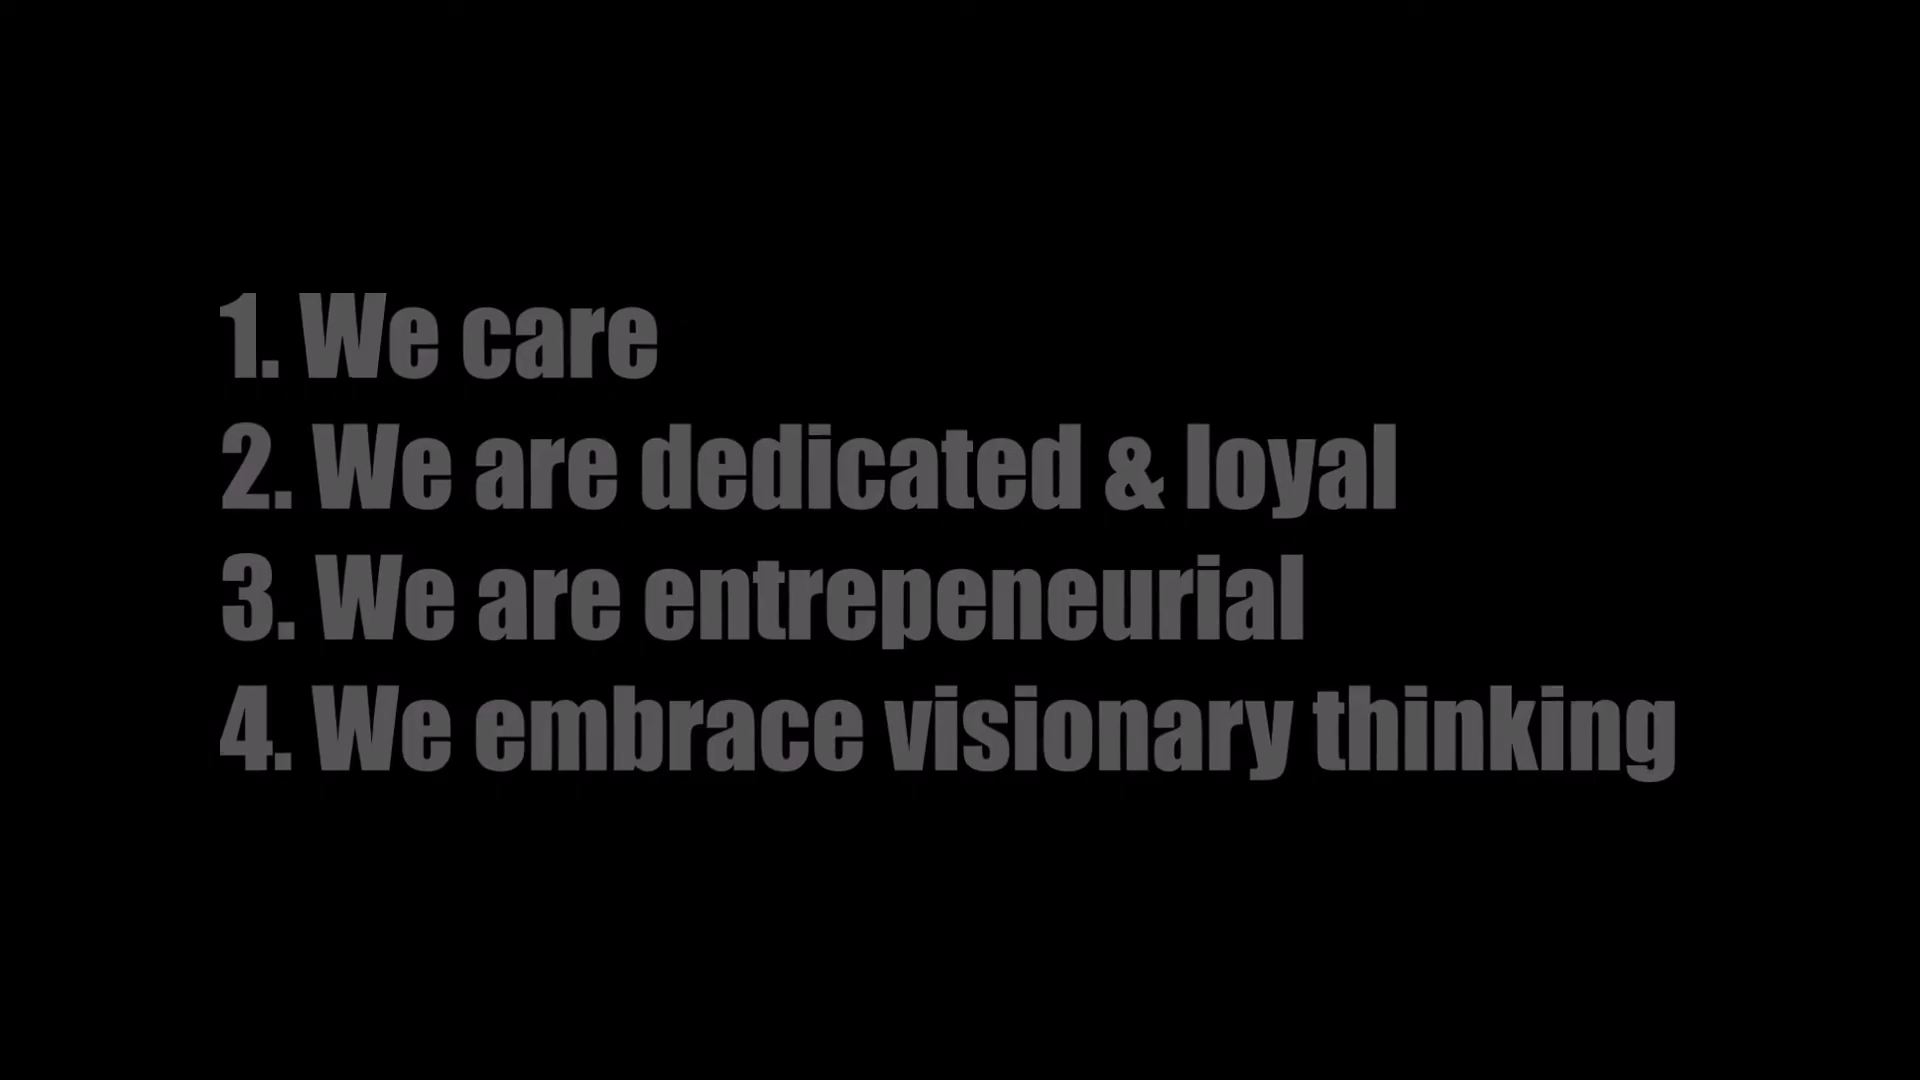 1. We care
2. We are dedicated & loyal
3. We are entrepeneurial
4. We embrace visionary thinking